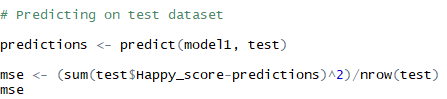 # Predicting on test dataset
predictions <- predict(model1, test)
mse <- (sum(test$Happy_score-predictions)^2)/nrow(test)
mse